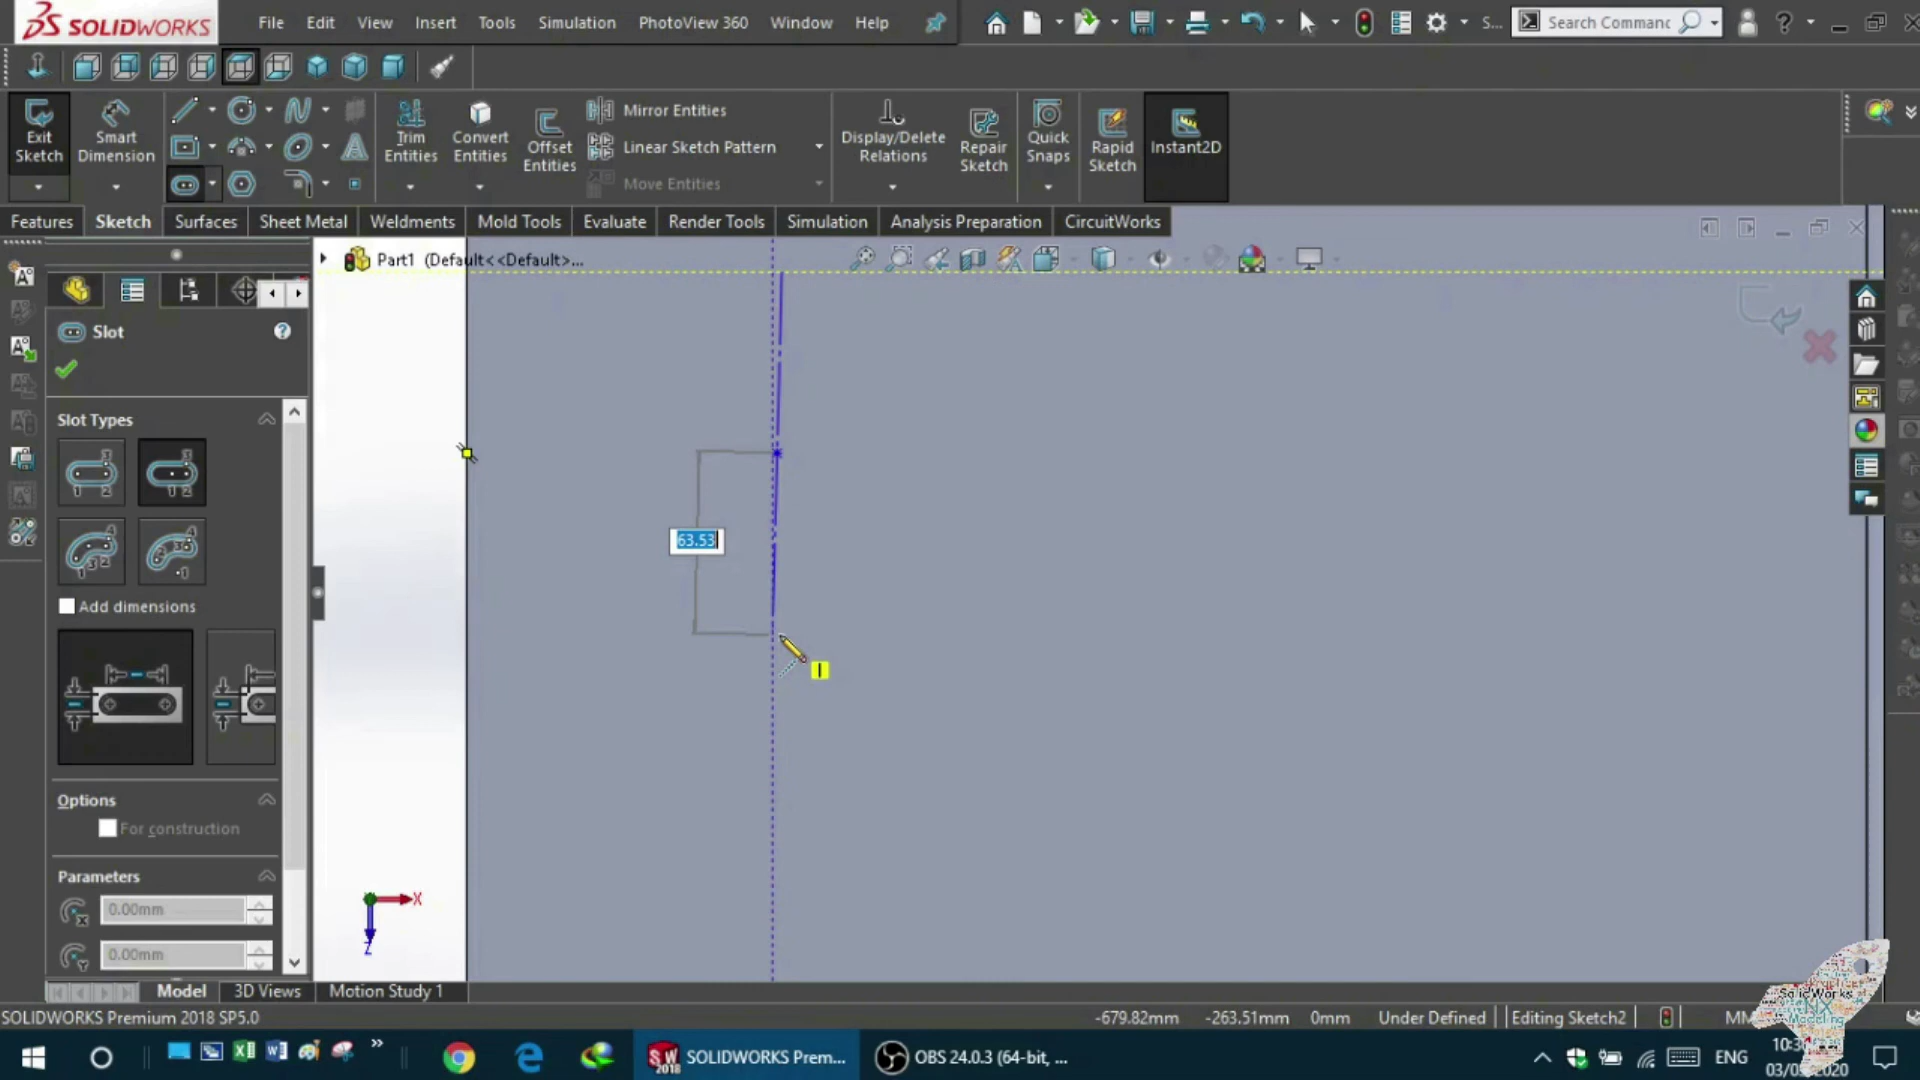 SOLIDWORKS File Edit View Insert Tools Simulation PhotoView 360 Window Help S... Search Commanc
Exit Sketch
Smart Dimension
Trim Entities
Convert Entities
Offset Entities
Mirror Entities
Linear Sketch Pattern
Move Entities
Display/Delete Relations
Repair Sketch
Quick Snaps
Rapid Sketch
Instant2D
Features Sketch Surfaces Sheet Metal Weldments Mold Tools Evaluate Render Tools Simulation Analysis Preparation CircuitWorks
Part1 (Default<<Default>...
Slot
Slot Types
Add dimensions
Options
For construction
Parameters
0.00mm
0.00mm
63.53
X
Z
Model 3D Views Motion Study 1
SOLIDWORKS Premium 2018 SP5.0 -679.82mm -263.51mm 0mm Under Defined Editing Sketch2
SolidWorks
NX
Modeling
SOLIDWORKS Prem... OBS 24.0.3 (64-bit, ... ENG